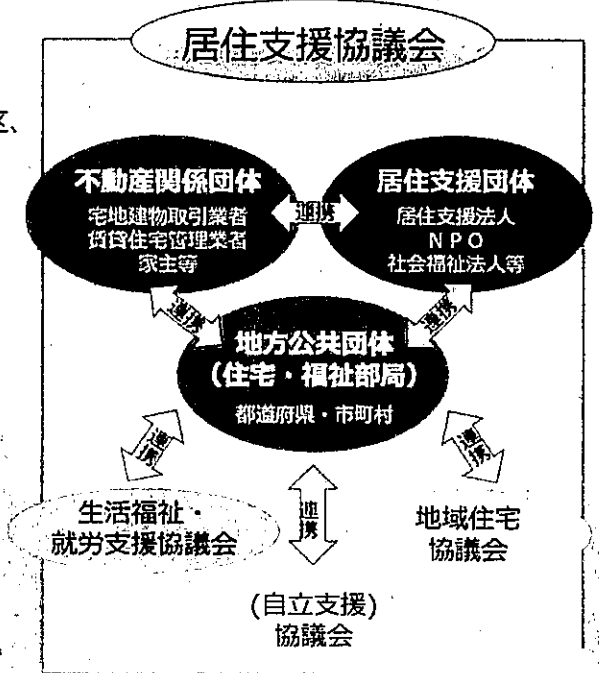 居住支援協議会
区、
不動産関係団体
宅地建物取引業者
賃貸住宅管理業者
家主等
連携
居住支援団体
居住支援法人
NPO
社会福祉法人等
連携
連携
地方公共団体
(住宅・福祉部局)
都道府県・市町村
連携
連携
連携
生活福祉・
就労支援協議会
地域住宅
協議会
(自立支援)
協議会